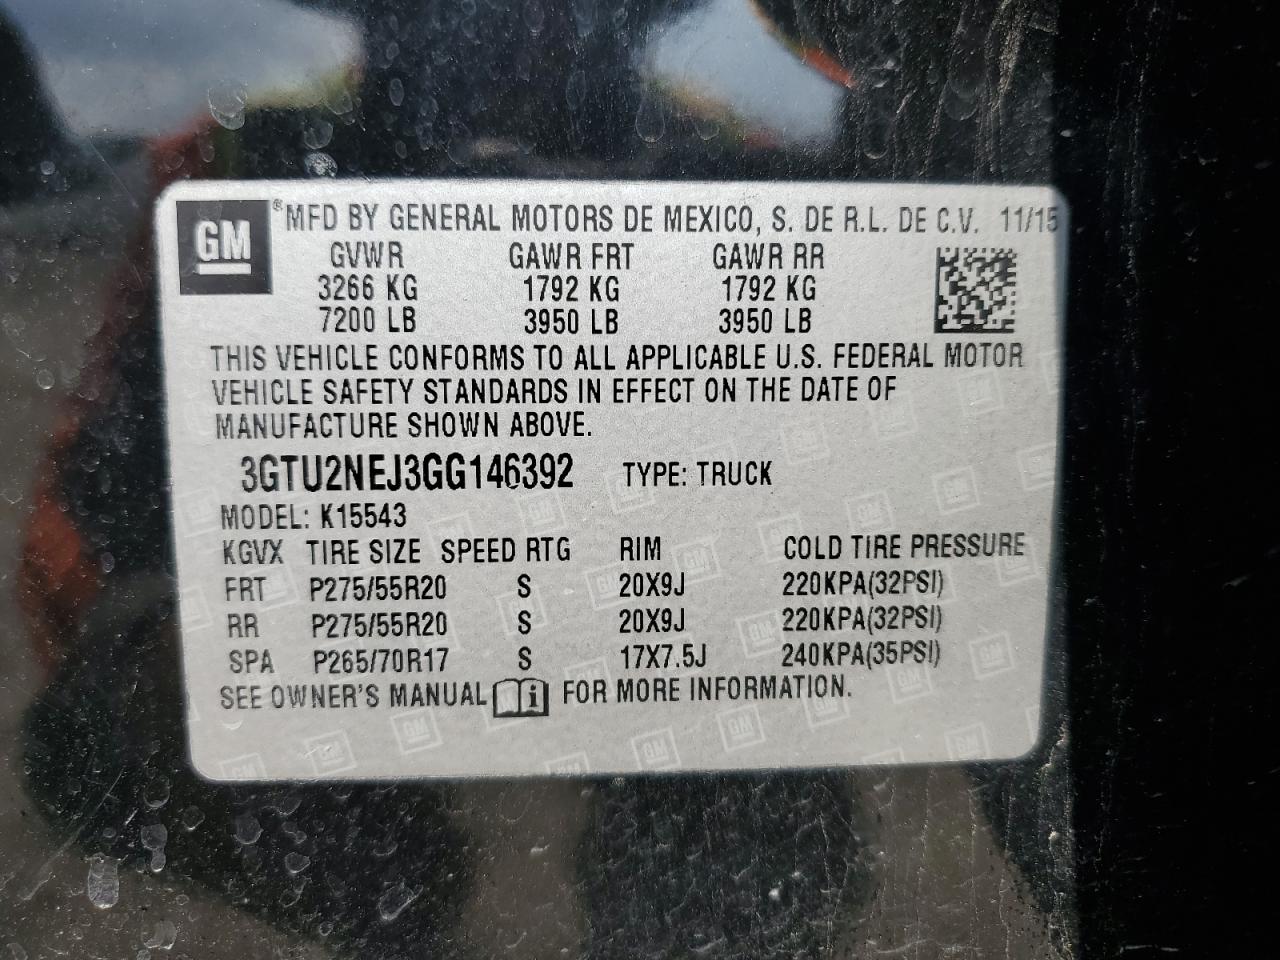 GM ® MFD BY GENERAL MOTORS DE MEXICO, S. DE R.L. DE C.V. 11/15
GVWR GAWR FRT GAWR RR
3266 KG 1792 KG 1792 KG
7200 LB 3950 LB 3950 LB
THIS VEHICLE CONFORMS TO ALL APPLICABLE U.S. FEDERAL MOTOR
VEHICLE SAFETY STANDARDS IN EFFECT ON THE DATE OF
MANUFACTURE SHOWN ABOVE.
3GTU2NEJ3GG146392 TYPE: TRUCK
MODEL: K15543
KGVX TIRE SIZE SPEED RTG RIM COLD TIRE PRESSURE
FRT P275/55R20 S 20X9J 220KPA(32PSI)
RR P275/55R20 S 20X9J 220KPA(32PSI)
SPA P265/70R17 S 17X7.5J 240KPA(35PSI)
SEE OWNER'S MANUAL i FOR MORE INFORMATION.